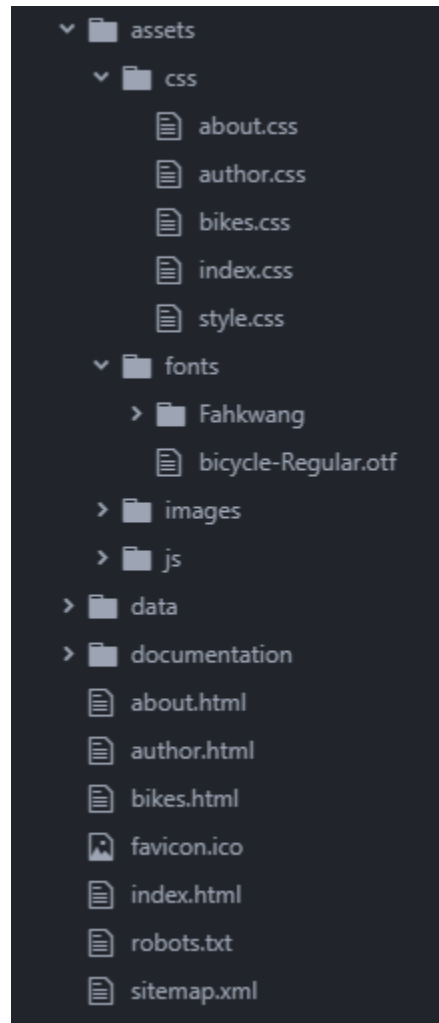 assets
css
about.css
author.css
bikes.css
index.css
style.css
fonts
Fahkwang
bicycle-Regular.otf
images
js
data
documentation
about.html
author.html
bikes.html
favicon.ico
index.html
robots.txt
sitemap.xml